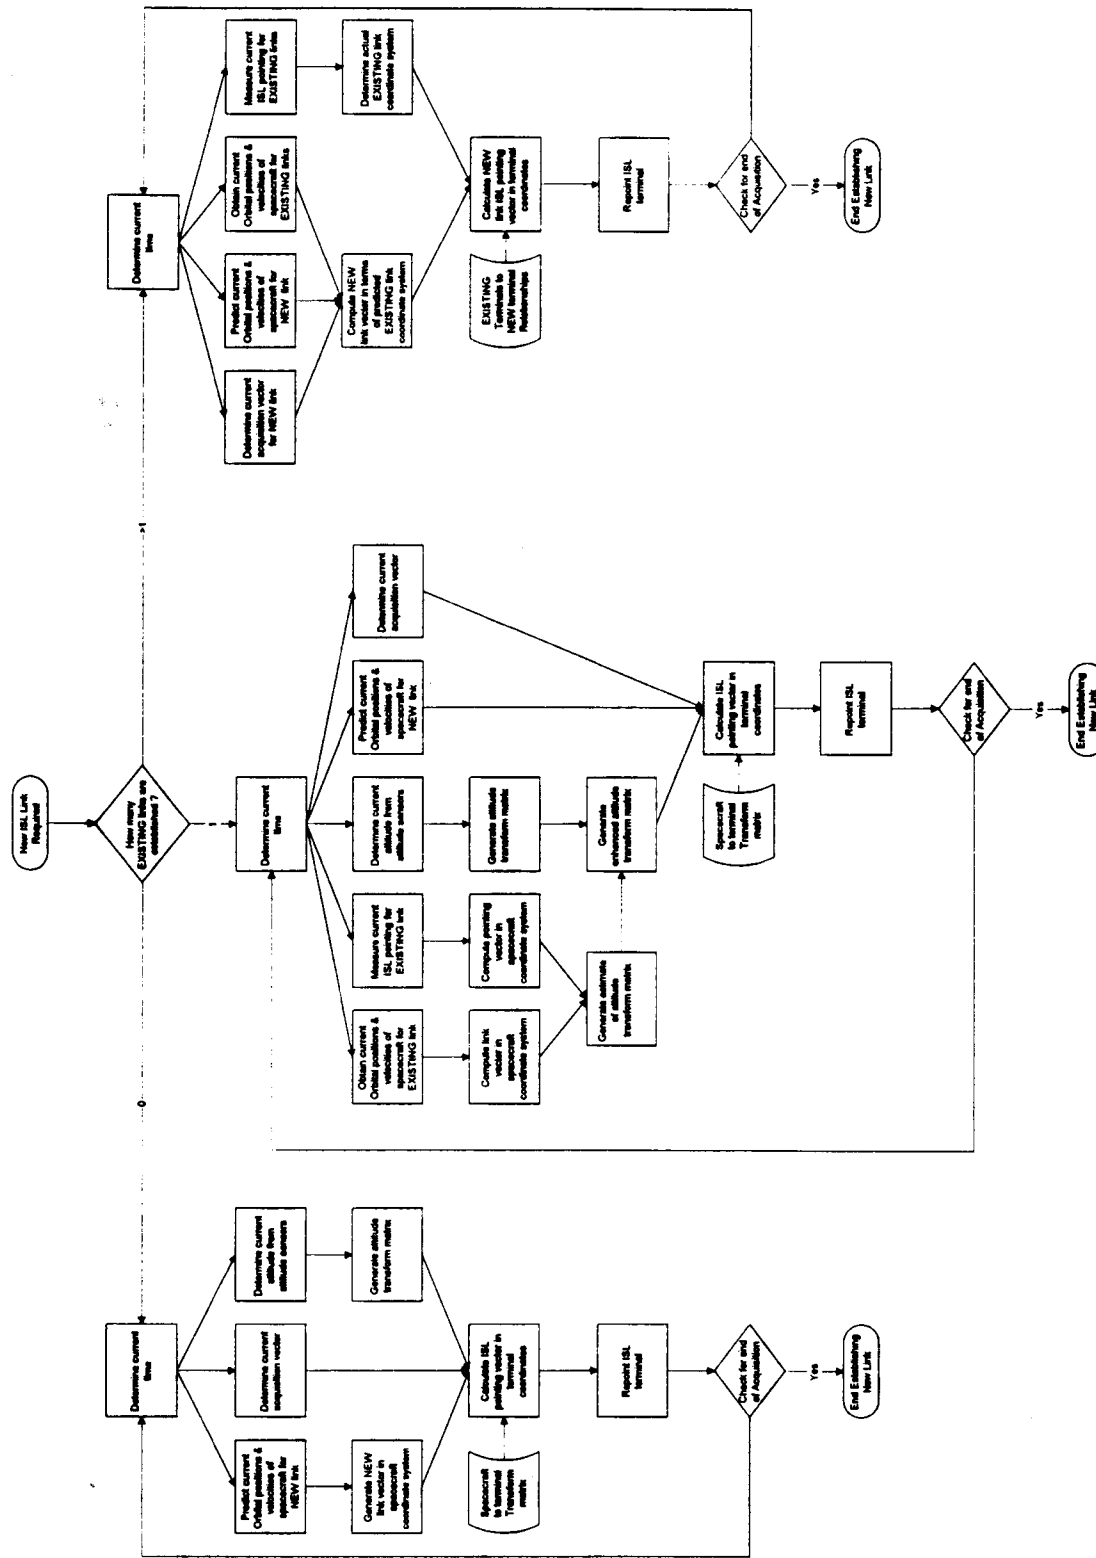 New ISL Link
Required
How many
EXISTING links are
established ?
0
1
>1
Determine current
time
Predict current
Orbital positions &
velocities of
spacecraft for
NEW link
Determine current
acquisition vector
Determine current
attitude from
attitude sensors
Generate NEW
link vector in
spacecraft
coordinate system
Generate attitude
transform matrix
Spacecraft
to terminal
Transform
matrix
Calculate ISL
pointing vector in
terminal
coordinates
Repoint ISL
terminal
Check for end
of Acquisition
Yes
End Establishing
New Link
Determine current
time
Obtain current
Orbital positions &
velocities of
spacecraft for
EXISTING link
Measure current
ISL pointing for
EXISTING link
Determine current
attitude from
attitude sensors
Predict current
Orbital positions &
velocities of
spacecraft for
NEW link
Determine current
acquisition vector
Compute link
vector in
spacecraft
coordinate system
Compute pointing
vector in
spacecraft
coordinate system
Generate attitude
transform matrix
Generate estimate
of attitude
transform matrix
Generate
enhanced attitude
transform matrix
Spacecraft
to terminal
Transform
matrix
Calculate ISL
pointing vector in
terminal
coordinates
Repoint ISL
terminal
Check for end
of Acquisition
Yes
End Establishing
New Link
Determine current
time
Determine current
acquisition vector
for NEW link
Predict current
Orbital positions &
velocities of
spacecraft for
NEW link
Obtain current
Orbital positions &
velocities of
spacecraft for
EXISTING links
Measure current
ISL pointing for
EXISTING links
Compute NEW
link vector in terms
of predicted
EXISTING link
coordinate system
Determine actual
EXISTING link
coordinate system
EXISTING
Terminals to
NEW terminal
Relationships
Calculate NEW
link ISL pointing
vector in terminal
coordinates
Repoint ISL
terminal
Check for end
of Acquisition
Yes
End Establishing
New Link